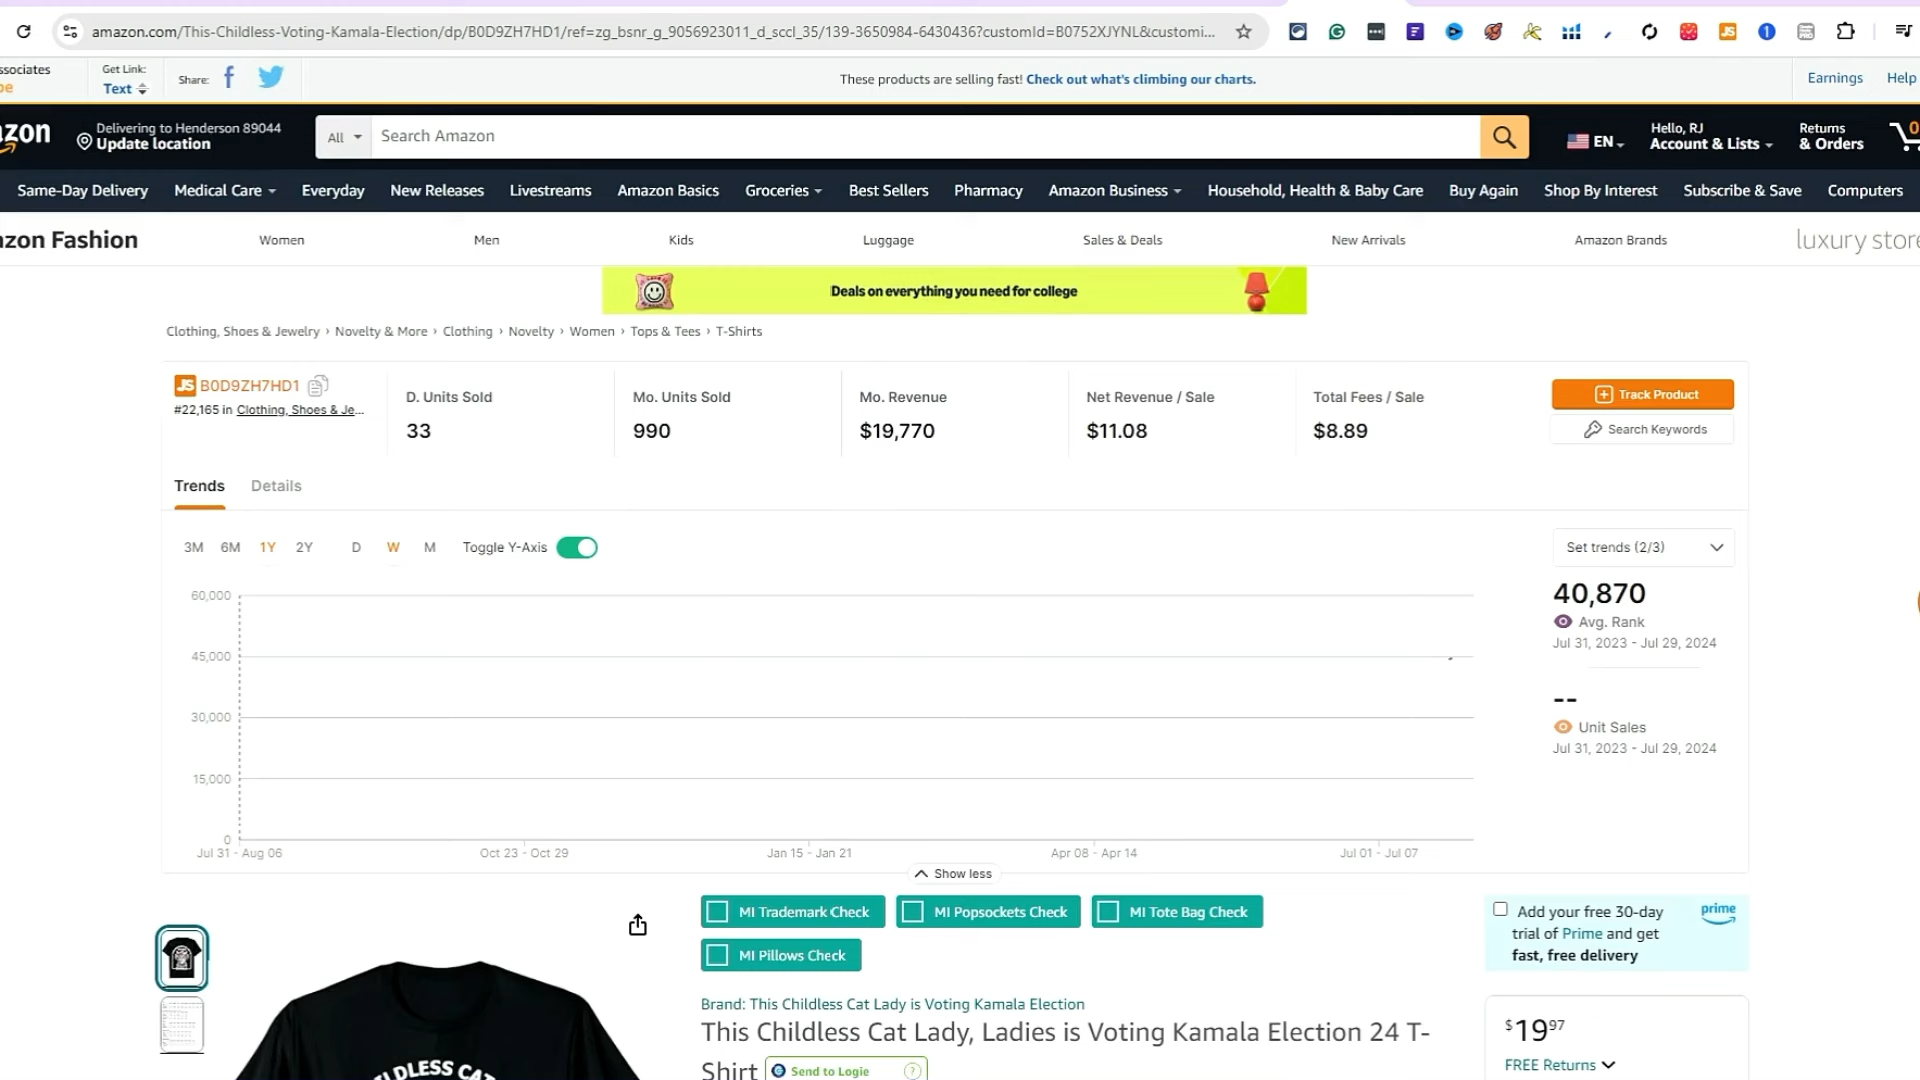 amazon.com/This-Childless-Voting-Kamala-Election/dp/B0D9ZH7HD1/ref=zg_bsnr_g_9056923011_d_sccl_35/139-3650984-6430436?customId=B0752XJYNL&customi...
ssociates
pe
Get Link:
Text
Share:
These products are selling fast! Check out what's climbing our charts.
Earnings
Help
zon
Delivering to Henderson 89044
Update location
All
Search Amazon
EN
Hello, RJ
Account & Lists
Returns
& Orders
0
Same-Day Delivery
Medical Care
Everyday
New Releases
Livestreams
Amazon Basics
Groceries
Best Sellers
Pharmacy
Amazon Business
Household, Health & Baby Care
Buy Again
Shop By Interest
Subscribe & Save
Computers
zon Fashion
Women
Men
Kids
Luggage
Sales & Deals
New Arrivals
Amazon Brands
luxury store
Deals on everything you need for college
Clothing, Shoes & Jewelry › Novelty & More › Clothing › Novelty › Women › Tops & Tees › T-Shirts
JS B0D9ZH7HD1
#22,165 in Clothing, Shoes & Je...
D. Units Sold
33
Mo. Units Sold
990
Mo. Revenue
$19,770
Net Revenue / Sale
$11.08
Total Fees / Sale
$8.89
Track Product
Search Keywords
Trends
Details
3M 6M 1Y 2Y D W M Toggle Y-Axis
Set trends (2/3)
60,000
45,000
30,000
15,000
0
Jul 31 - Aug 06
Oct 23 - Oct 29
Jan 15 - Jan 21
Apr 08 - Apr 14
Jul 01 - Jul 07
40,870
Avg. Rank
Jul 31, 2023 - Jul 29, 2024
--
Unit Sales
Jul 31, 2023 - Jul 29, 2024
Show less
MI Trademark Check
MI Popsockets Check
MI Tote Bag Check
MI Pillows Check
Brand: This Childless Cat Lady is Voting Kamala Election
This Childless Cat Lady, Ladies is Voting Kamala Election 24 T-
Shirt
Send to Logie
?
Add your free 30-day
trial of Prime and get
fast, free delivery
prime
$19 97
FREE Returns
LDLESS CAT